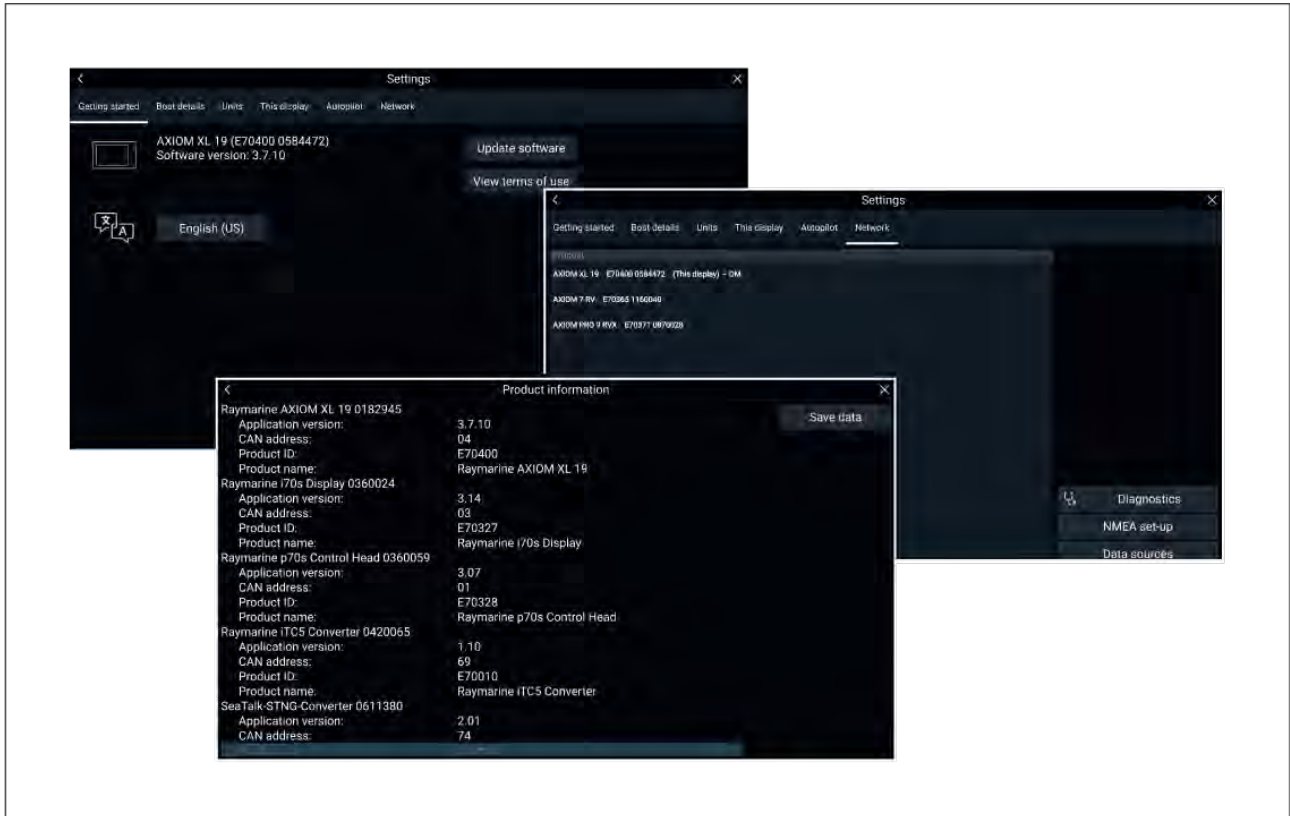 Settings
Getting started Boat details Units This display Autopilot Network
AXIOM XL 19 (E70400 0584472)
Software version: 3.7.10
Update software
View terms of use
English (US)
Settings
Getting started Boat details Units This display Autopilot Network
Product
AXIOM XL 19 E70400 0584472 (This display) – DM
AXIOM 7 RV E70365 1160040
AXIOM PRO 9 RVX E70371 0870028
Diagnostics
NMEA set-up
Data sources
Product information
Save data
Raymarine AXIOM XL 19 0182945
Application version: 3.7.10
CAN address: 04
Product ID: E70400
Product name: Raymarine AXIOM XL 19
Raymarine i70s Display 0360024
Application version: 3.14
CAN address: 03
Product ID: E70327
Product name: Raymarine i70s Display
Raymarine p70s Control Head 0360059
Application version: 3.07
CAN address: 01
Product ID: E70328
Product name: Raymarine p70s Control Head
Raymarine iTC5 Converter 0420065
Application version: 1.10
CAN address: 69
Product ID: E70010
Product name: Raymarine iTC5 Converter
SeaTalk-STNG-Converter 0611380
Application version: 2.01
CAN address: 74